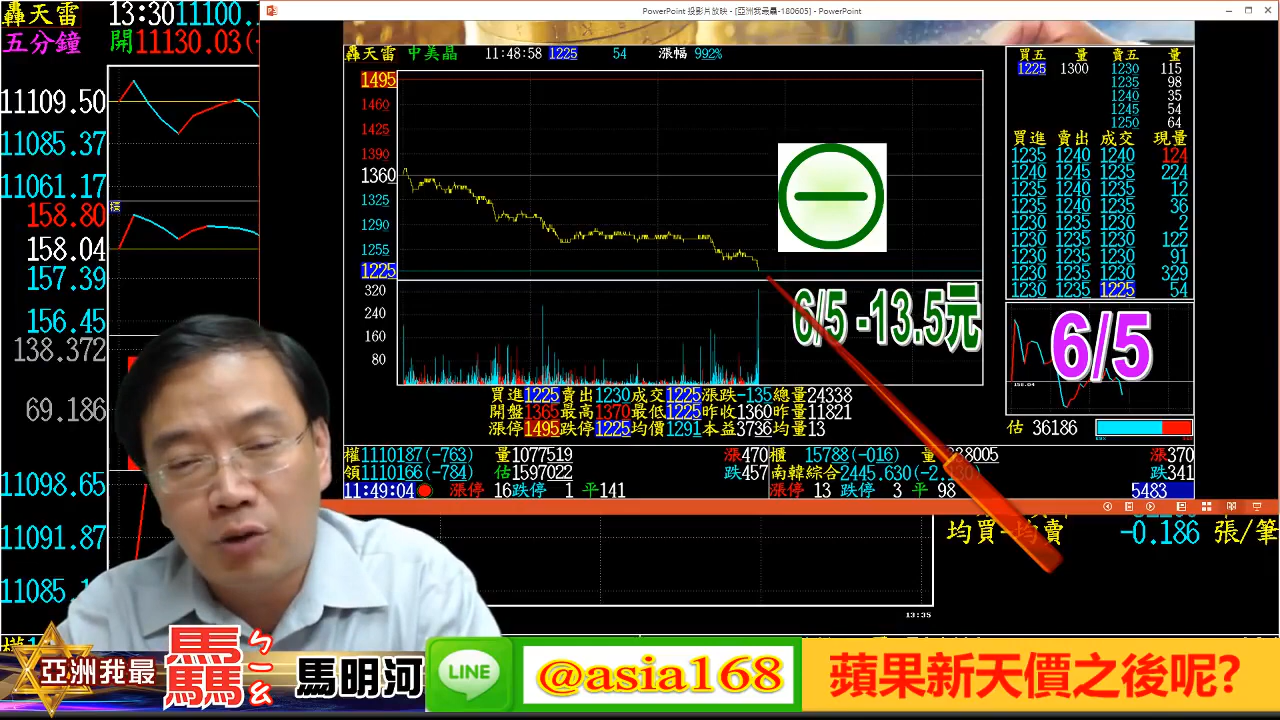 轟天雷 13:30 11100.
五分鐘 開11130.03(-
11109.50
11085.37
11061.17
158.80
158.04
157.39
156.45
138.372
69.186
11098.65
11091.87
11085.1
PowerPoint 投影片放映 - [亞洲我最驫-180605] - PowerPoint
轟天雷 中美晶 11:48:58 1225 54 漲幅 992%
1495
1460
1425
1390
1360
1325
1290
1255
1225
320
240
160
80
6/5 -13.5元
買五 量 賣五 量
1225 1300 1230 115
1235 98
1240 35
1245 54
1250 64
買進 賣出 成交 現量
1235 1240 1240 124
1240 1245 1235 224
1235 1240 1235 12
1235 1240 1235 36
1230 1235 1230 2
1230 1235 1230 122
1230 1235 1230 91
1230 1235 1230 329
1230 1235 1225 54
6/5
估 36186
買進1225賣出1230成交1225漲跌-135總量24338
開盤1365最高1370最低1225昨收1360昨量11821
漲停1495跌停1225均價1291本益3736均量13
權1110187(-763) 量1077519 漲470 櫃 15788(-016) 漲370
領1110166(-784) 估1597022 跌457 南韓綜合2445.630 跌341
11:49:04 漲停 16跌停 1 平141 漲停 13 跌停 3 平 98 5483
均買-均賣 -0.186 張/筆
13:35
亞洲我最 驫 ㄅㄧㄠ 馬明河
LINE @asia168
蘋果新天價之後呢?